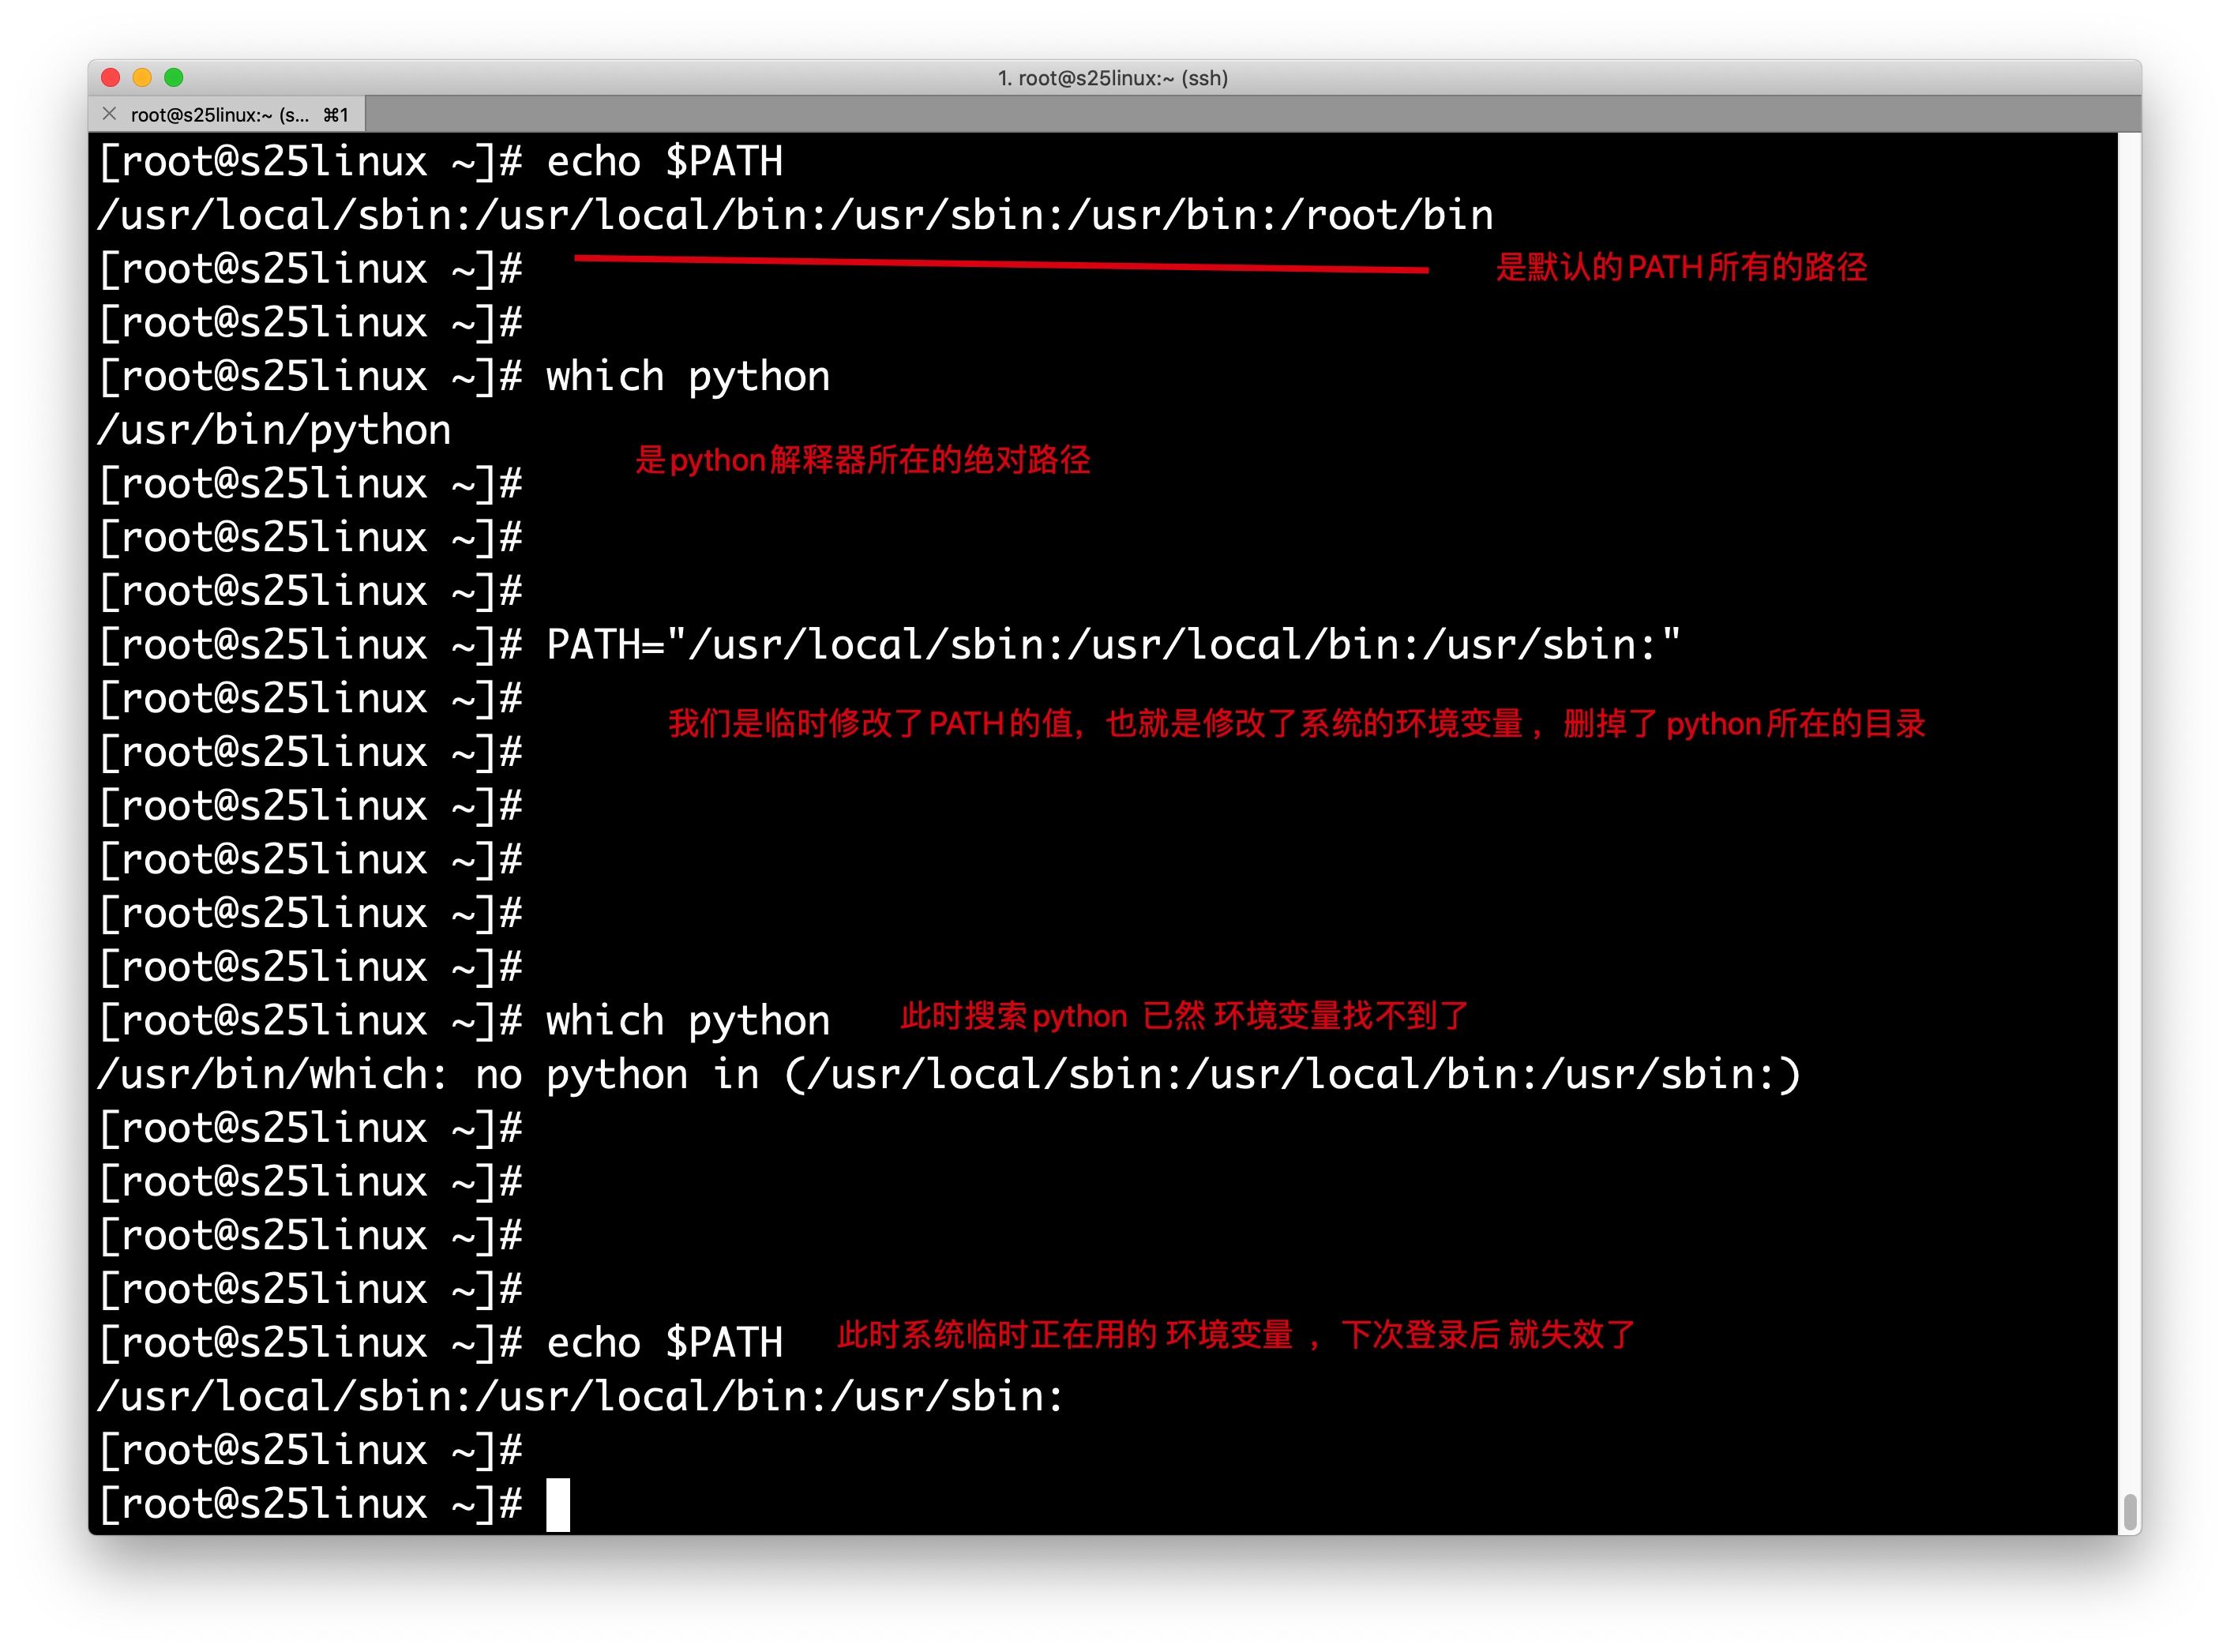 1. root@s25linux:~ (ssh)
root@s25linux:~ (s... ⌘1
[root@s25linux ~]# echo $PATH
/usr/local/sbin:/usr/local/bin:/usr/sbin:/usr/bin:/root/bin
[root@s25linux ~]# 是默认的PATH所有的路径
[root@s25linux ~]#
[root@s25linux ~]# which python
/usr/bin/python
是python解释器所在的绝对路径
[root@s25linux ~]#
[root@s25linux ~]#
[root@s25linux ~]#
[root@s25linux ~]# PATH="/usr/local/sbin:/usr/local/bin:/usr/sbin:"
[root@s25linux ~]#
我们是临时修改了PATH的值，也就是修改了系统的环境变量 ，删掉了 python所在的目录
[root@s25linux ~]#
[root@s25linux ~]#
[root@s25linux ~]#
[root@s25linux ~]#
[root@s25linux ~]#
[root@s25linux ~]# which python 此时搜索python 已然 环境变量找不到了
/usr/bin/which: no python in (/usr/local/sbin:/usr/local/bin:/usr/sbin:)
[root@s25linux ~]#
[root@s25linux ~]#
[root@s25linux ~]#
[root@s25linux ~]#
[root@s25linux ~]# echo $PATH 此时系统临时正在用的 环境变量 ，下次登录后 就失效了
/usr/local/sbin:/usr/local/bin:/usr/sbin:
[root@s25linux ~]#
[root@s25linux ~]#